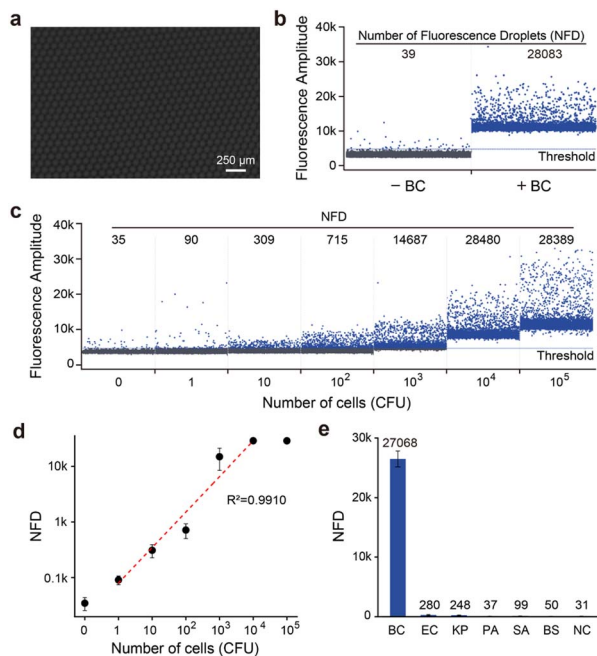 a
250 μm
b
Number of Fluorescence Droplets (NFD)
39 28083
Fluorescence Amplitude
40k
30k
20k
10k
0
Threshold
– BC + BC
c
NFD
35 90 309 715 14687 28480 28389
Fluorescence Amplitude
40k
30k
20k
10k
0
Threshold
0 1 10 10² 10³ 10⁴ 10⁵
Number of cells (CFU)
d
NFD
10k
1k
0.1k
R²=0.9910
0 1 10 10² 10³ 10⁴ 10⁵
Number of cells (CFU)
e
NFD
30k
20k
10k
0
27068
280 248 37 99 50 31
BC EC KP PA SA BS NC